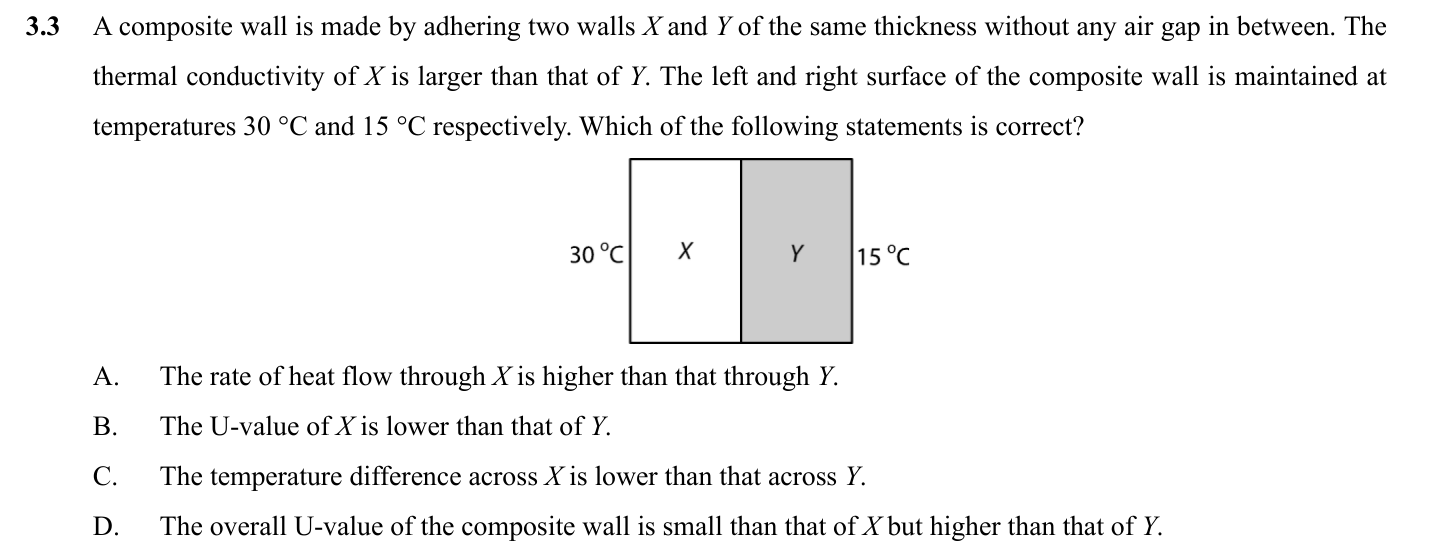 3.3 A composite wall is made by adhering two walls X and Y of the same thickness without any air gap in between. The
thermal conductivity of X is larger than that of Y. The left and right surface of the composite wall is maintained at
temperatures 30 °C and 15 °C respectively. Which of the following statements is correct?
30 °C X Y 15 °C
A. The rate of heat flow through X is higher than that through Y.
B. The U-value of X is lower than that of Y.
C. The temperature difference across X is lower than that across Y.
D. The overall U-value of the composite wall is small than that of X but higher than that of Y.